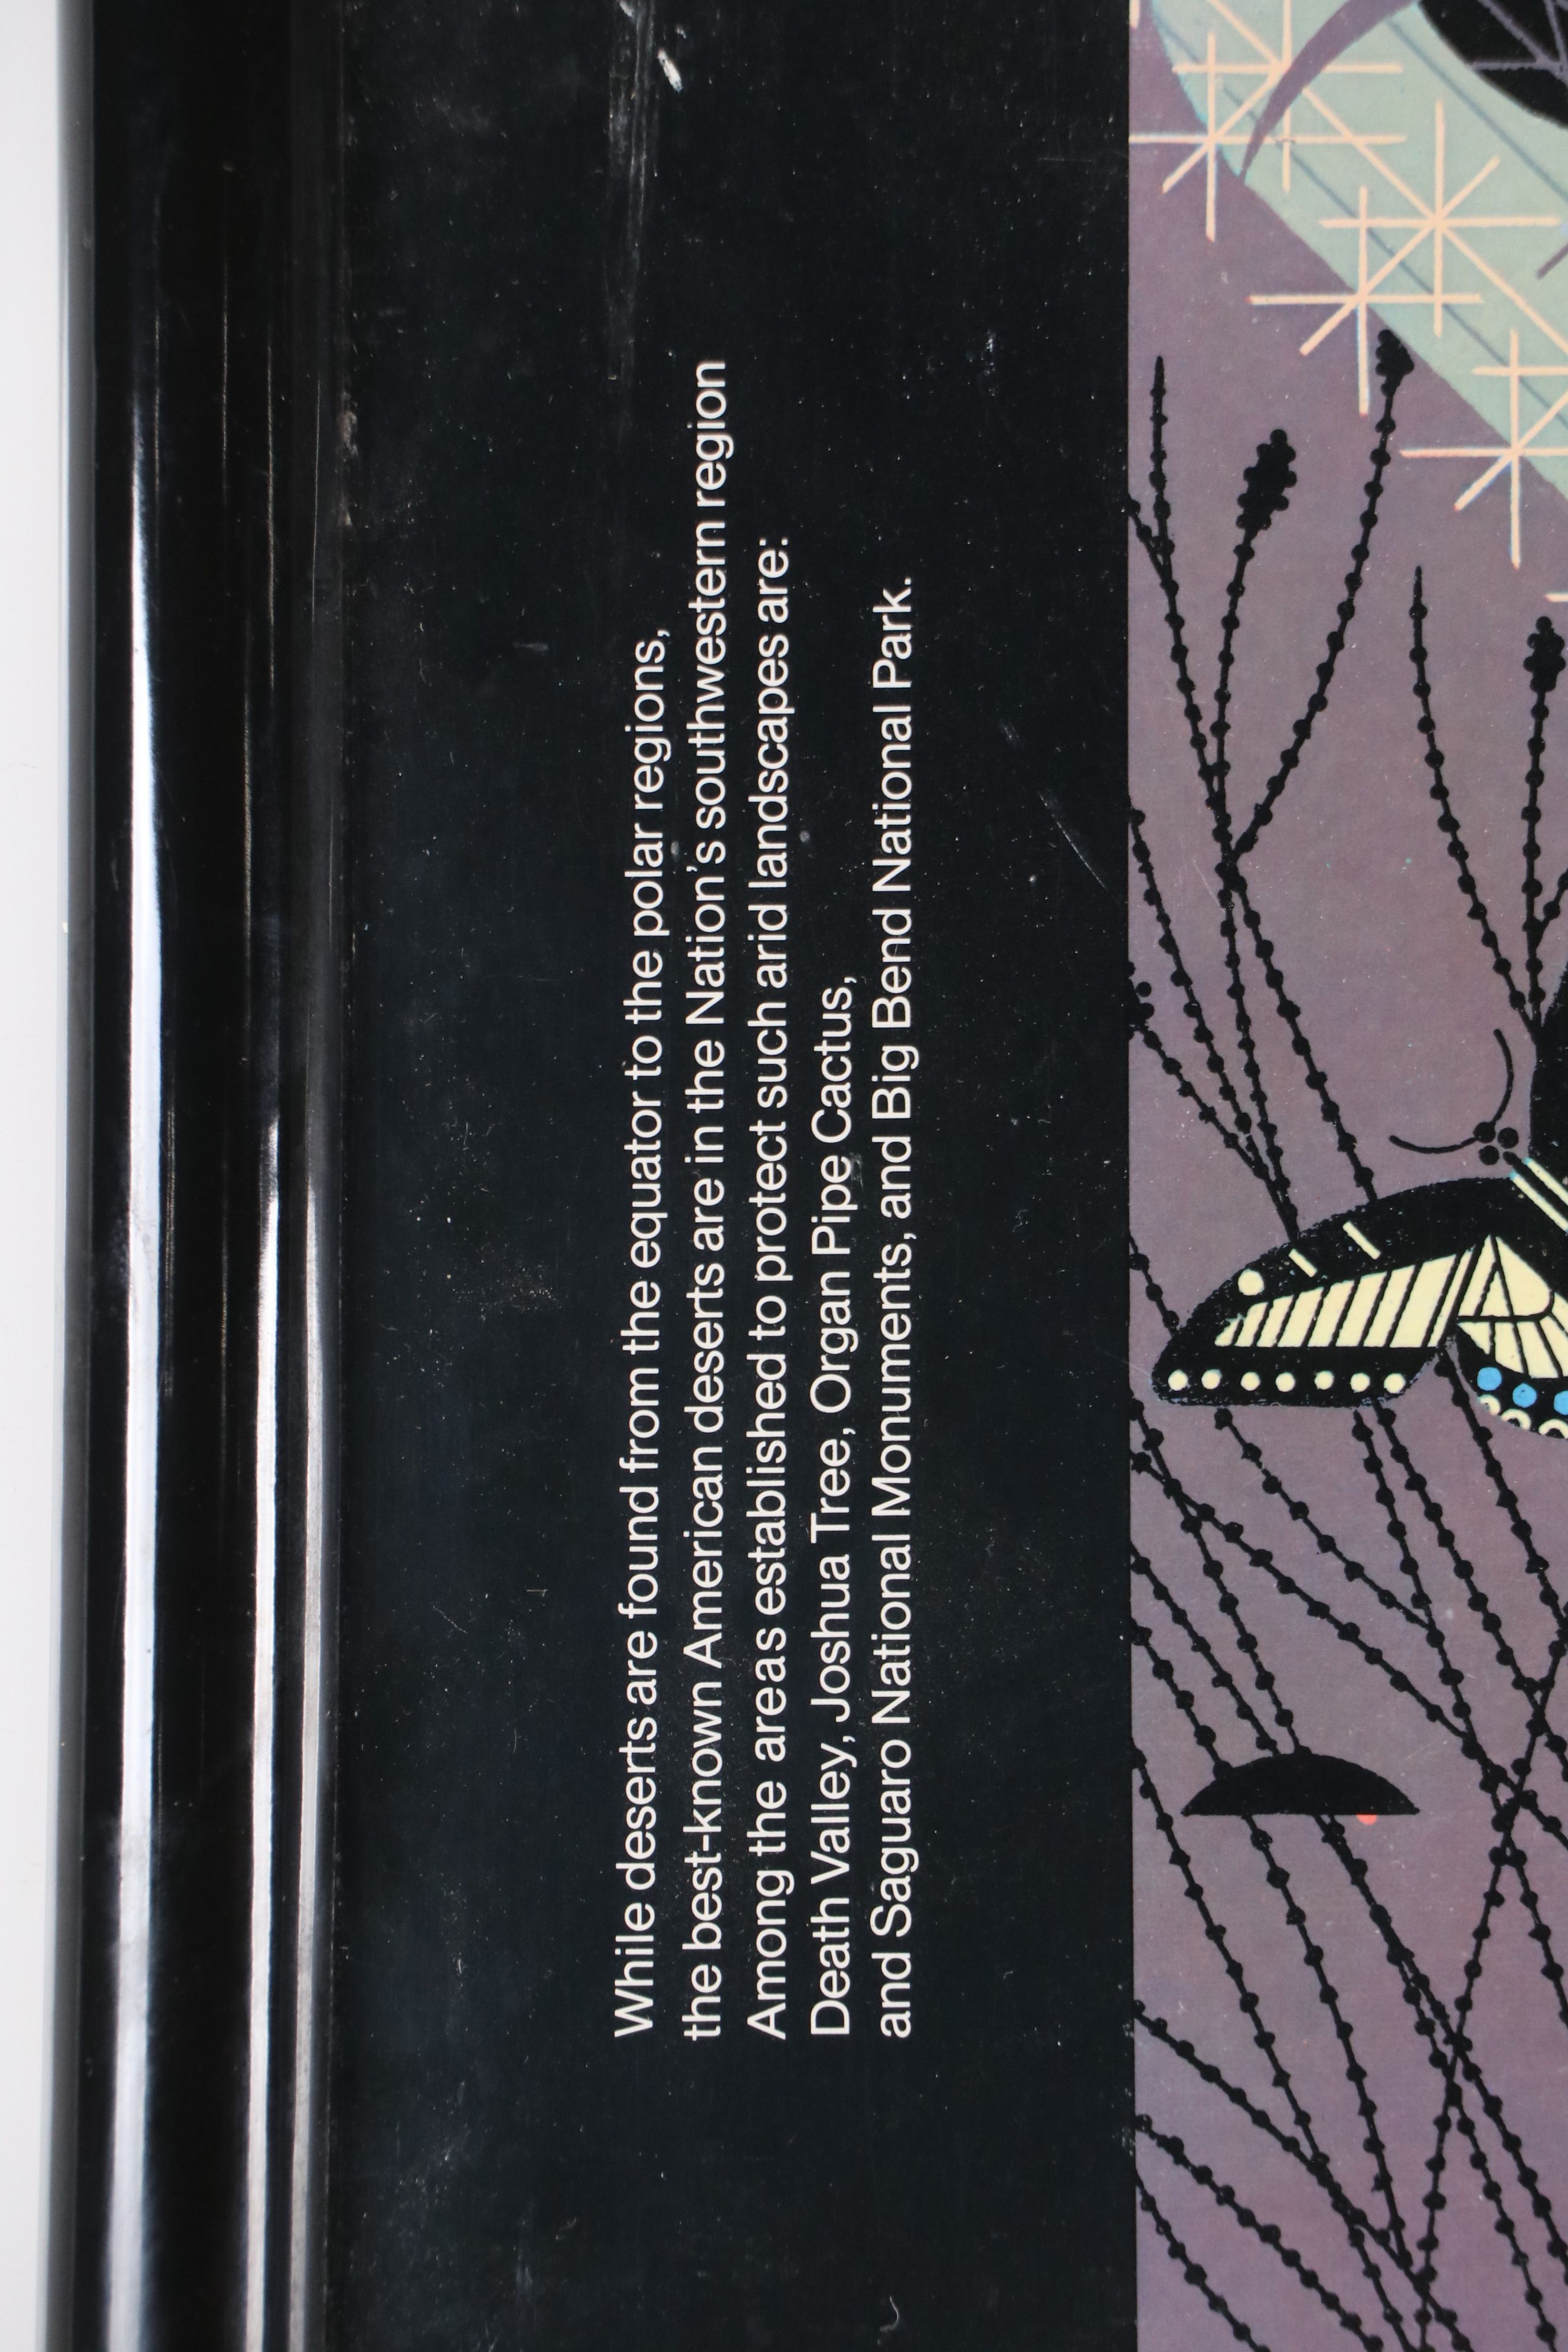 While deserts are found from the equator to the polar regions,
the best-known American deserts are in the Nation's southwestern region
Among the areas established to protect such arid landscapes are:
Death Valley, Joshua Tree, Organ Pipe Cactus,
and Saguaro National Monuments, and Big Bend National Park.